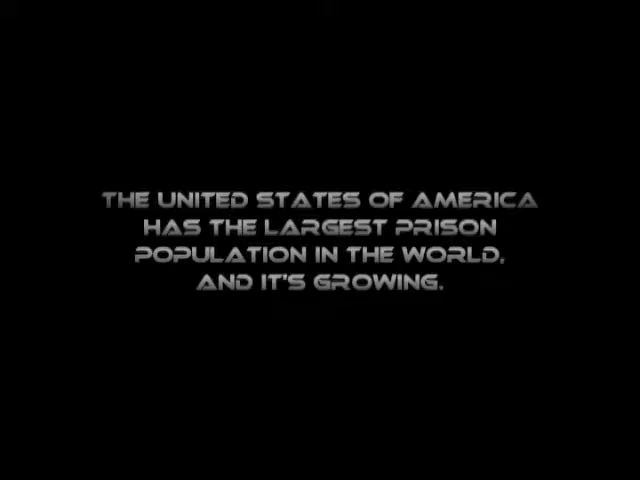 THE UNITED STATES OF AMERICA
HAS THE LARGEST PRISON
POPULATION IN THE WORLD,
AND IT'S GROWING.